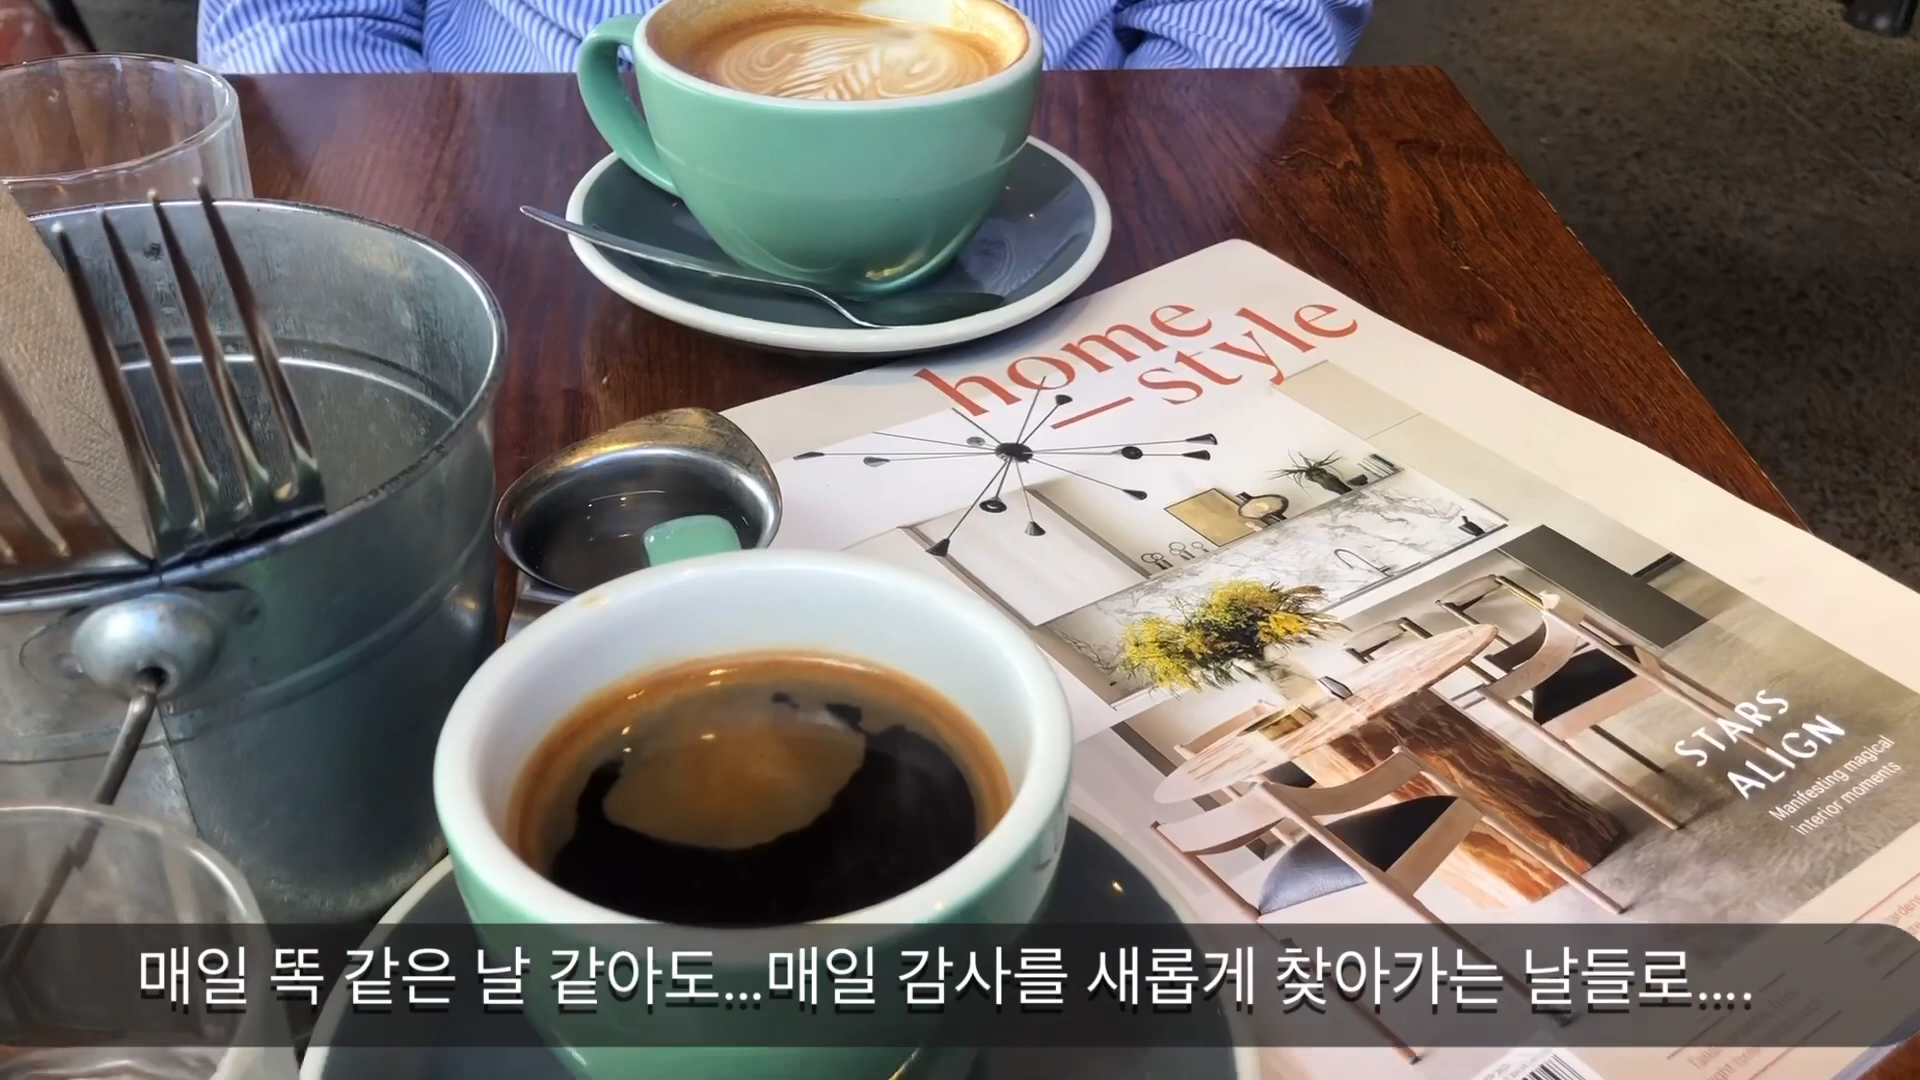 home
—style
STARS
ALIGN
Manifesting magical
interior moments
매일 똑 같은 날 같아도...매일 감사를 새롭게 찾아가는 날들로....